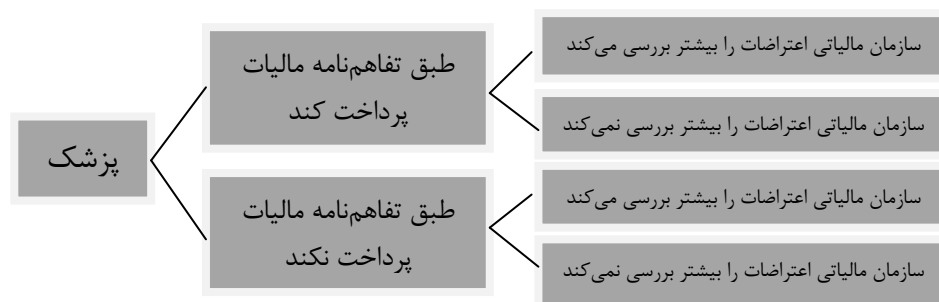 پزشک
طبق تفاهم‌نامه مالیات
پرداخت کند
سازمان مالیاتی اعتراضات را بیشتر بررسی می‌کند
سازمان مالیاتی اعتراضات را بیشتر بررسی نمی‌کند
طبق تفاهم‌نامه مالیات
پرداخت نکند
سازمان مالیاتی اعتراضات را بیشتر بررسی می‌کند
سازمان مالیاتی اعتراضات را بیشتر بررسی نمی‌کند